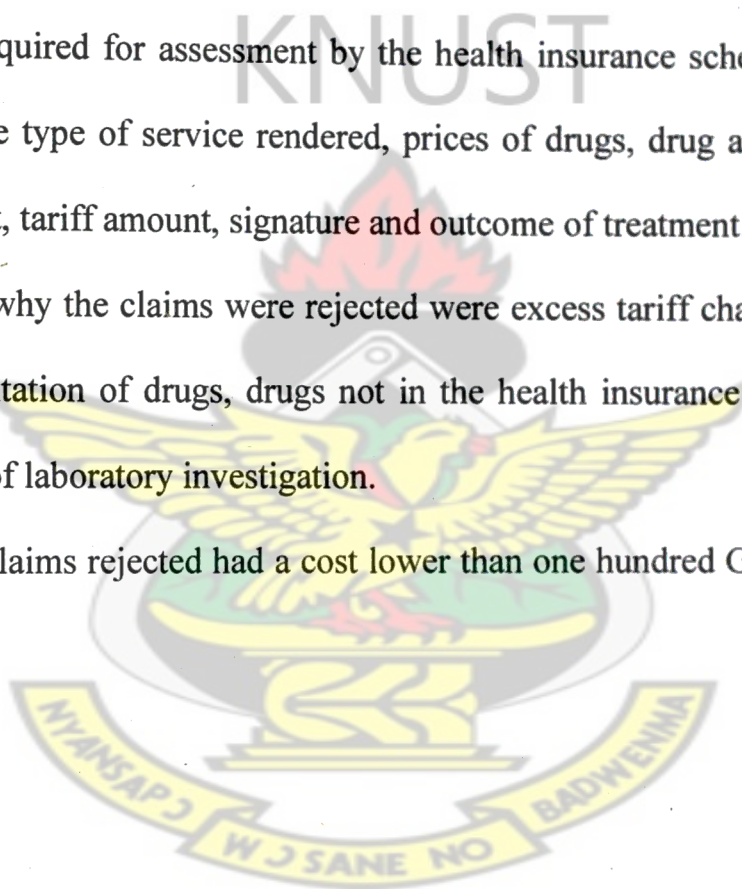 KNUST
quired for assessment by the health insurance sche
e type of service rendered, prices of drugs, drug a
, tariff amount, signature and outcome of treatment
why the claims were rejected were excess tariff cha
tation of drugs, drugs not in the health insurance
f laboratory investigation.
laims rejected had a cost lower than one hundred G
NYANSAPƆ WƆSANE NO BADWENMA